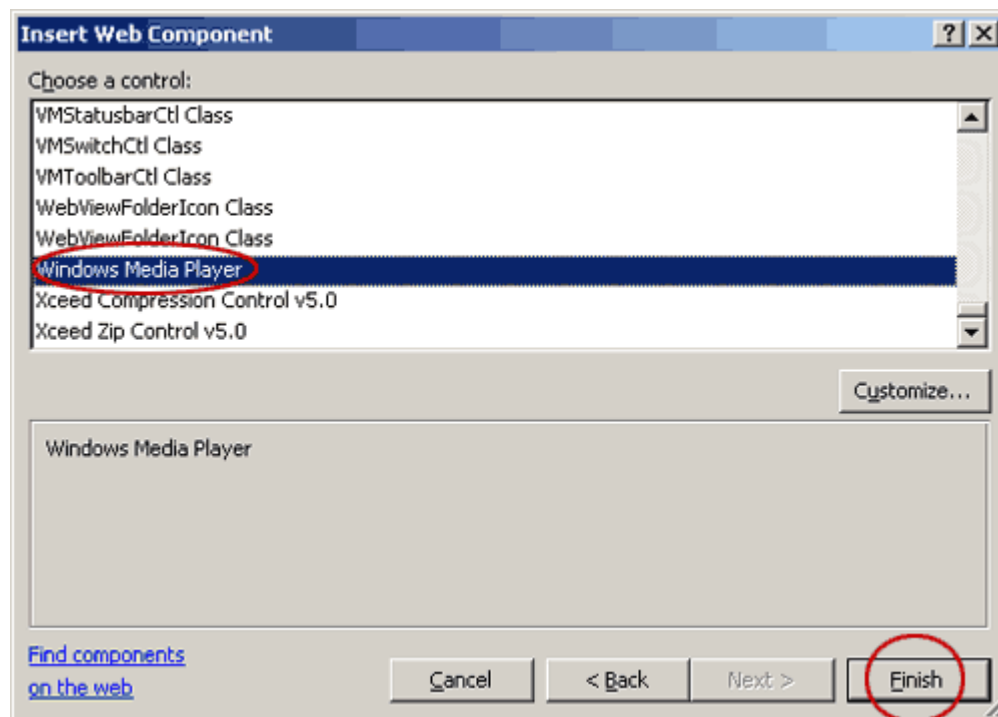 Insert Web Component
Choose a control:
VMStatusbarCtl Class
VMSwitchCtl Class
VMToolbarCtl Class
WebViewFolderIcon Class
WebViewFolderIcon Class
Windows Media Player
Xceed Compression Control v5.0
Xceed Zip Control v5.0
Customize...
Windows Media Player
Find components
on the web
Cancel
< Back
Next >
Finish